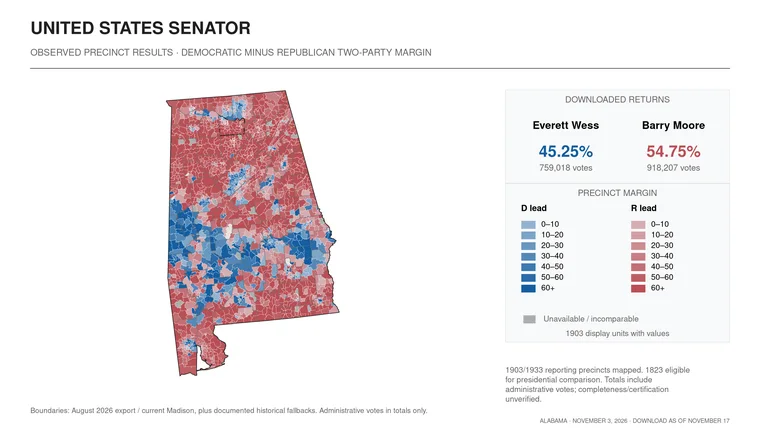 UNITED STATES SENATOR
OBSERVED PRECINCT RESULTS · DEMOCRATIC MINUS REPUBLICAN TWO-PARTY MARGIN
DOWNLOADED RETURNS
Everett Wess Barry Moore
45.25% 54.75%
759,018 votes 918,207 votes
PRECINCT MARGIN
D lead R lead
0–10 0–10
10–20 10–20
20–30 20–30
30–40 30–40
40–50 40–50
50–60 50–60
60+ 60+
Unavailable / incomparable
1903 display units with values
1903/1933 reporting precincts mapped. 1823 eligible
for presidential comparison. Totals include
administrative votes; completeness/certification
unverified.
Boundaries: August 2026 export / current Madison, plus documented historical fallbacks. Administrative votes in totals only.
ALABAMA · NOVEMBER 3, 2026 · DOWNLOAD AS OF NOVEMBER 17